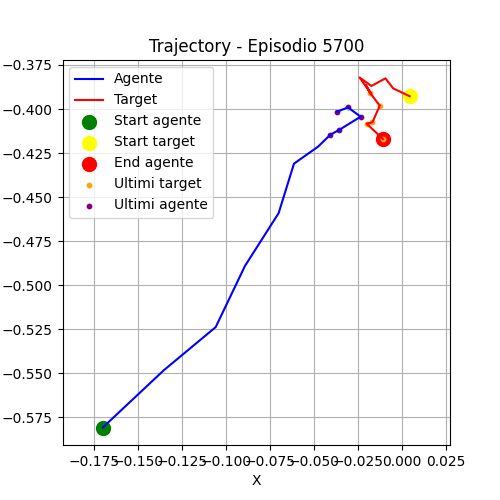 Trajectory - Episodio 5700
Agente
Target
Start agente
Start target
End agente
Ultimi target
Ultimi agente
−0.375
−0.400
−0.425
−0.450
−0.475
−0.500
−0.525
−0.550
−0.575
−0.175 −0.150 −0.125 −0.100 −0.075 −0.050 −0.025 0.000 0.025
X